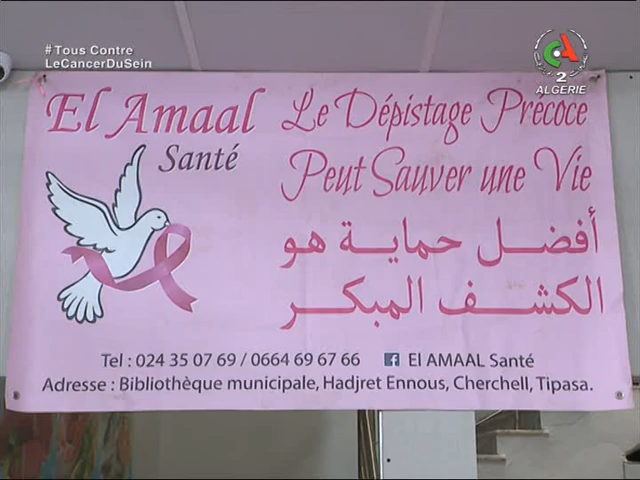 #Tous Contre
LeCancerDuSein
2
ALGERIE
El Amaal
Santé
Le Dépistage Précoce
Peut Sauver une Vie
أفضل حماية هو
الكشف المبكر
Tel : 024 35 07 69 / 0664 69 67 66 f El AMAAL Santé
Adresse : Bibliothèque municipale, Hadjret Ennous, Cherchell, Tipasa.